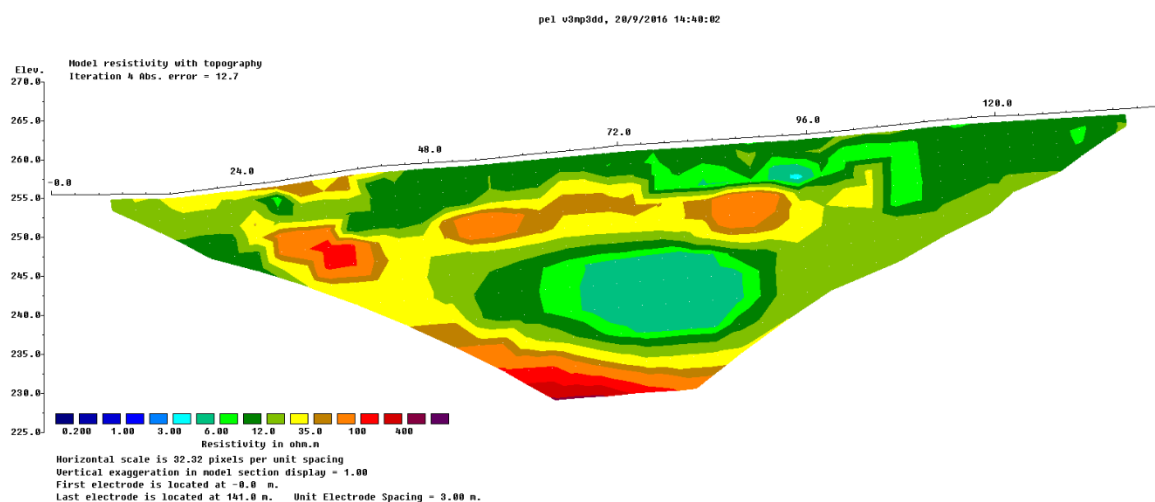 pel v3mp3dd, 20/9/2016 14:40:02
Model resistivity with topography
Iteration 4 Abs. error = 12.7
Elev.
270.0
265.0
260.0
255.0
250.0
245.0
240.0
235.0
230.0
225.0
-0.0
24.0
48.0
72.0
96.0
120.0
0.200 1.00 3.00 6.00 12.0 35.0 100 400
Resistivity in ohm.m
Horizontal scale is 32.32 pixels per unit spacing
Vertical exaggeration in model section display = 1.00
First electrode is located at -0.0 m.
Last electrode is located at 141.0 m. Unit Electrode Spacing = 3.00 m.